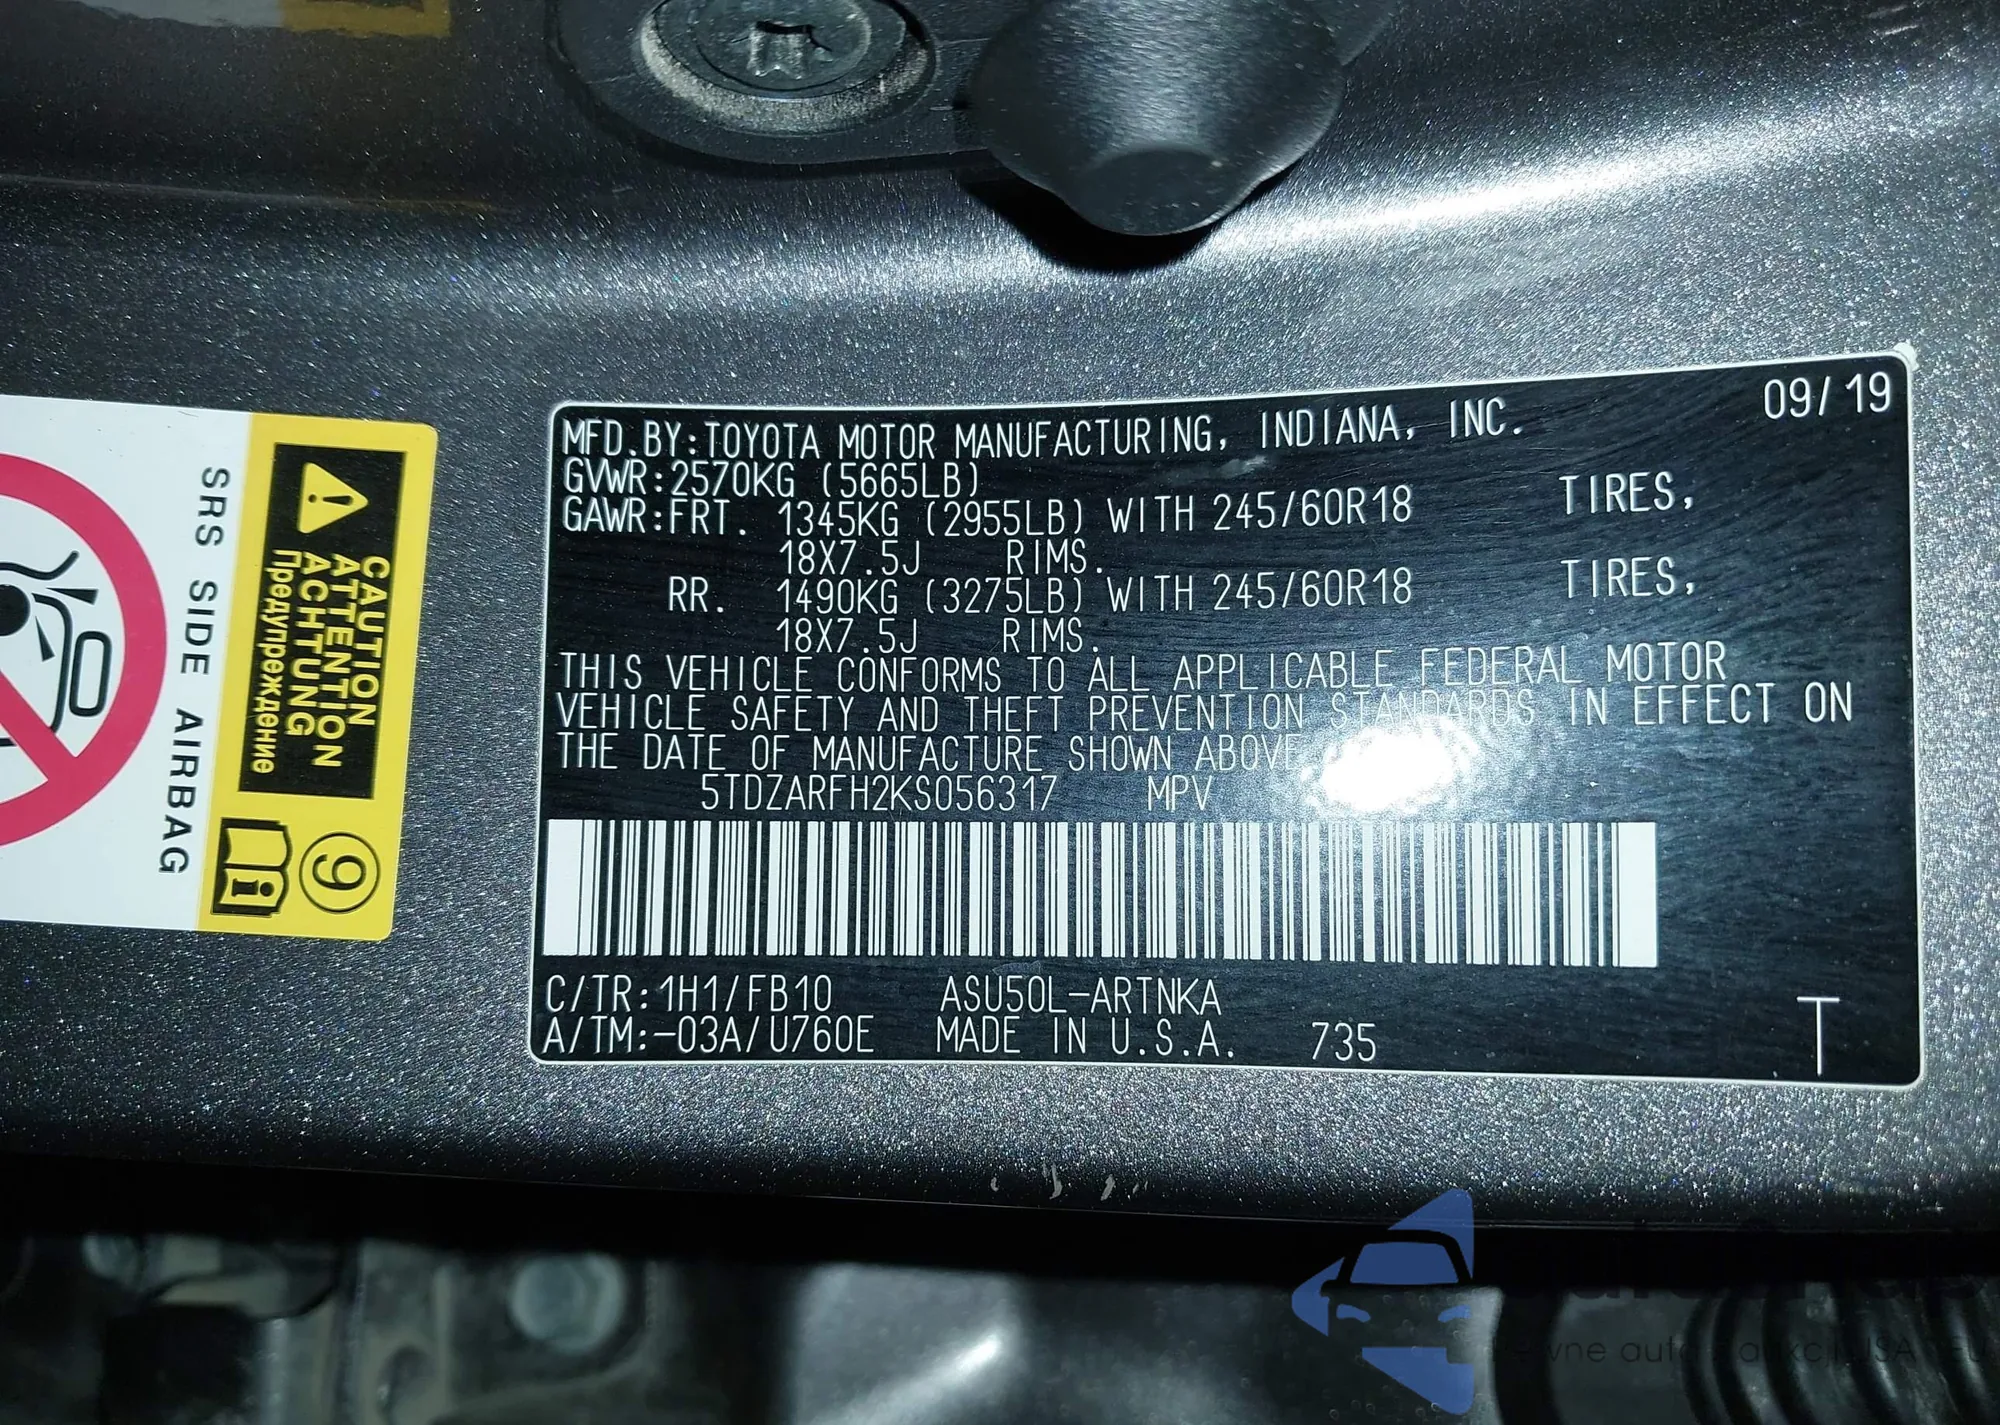 09/19
MFD.BY:TOYOTA MOTOR MANUFACTURING, INDIANA, INC.
GVWR:2570KG (5665LB)
GAWR:FRT. 1345KG (2955LB) WITH 245/60R18 TIRES,
18X7.5J RIMS.
RR. 1490KG (3275LB) WITH 245/60R18 TIRES,
18X7.5J RIMS.
THIS VEHICLE CONFORMS TO ALL APPLICABLE FEDERAL MOTOR
VEHICLE SAFETY AND THEFT PREVENTION STANDARDS IN EFFECT ON
THE DATE OF MANUFACTURE SHOWN ABOVE.
5TDZARFH2KS056317 MPV
C/TR:1H1/FB10 ASU50L-ARTNKA
A/TM:-03A/U760E MADE IN U.S.A. 735
T
CAUTION
ATTENTION
ACHTUNG
Предупреждение
9
i
SRS SIDE AIRBAG
auto